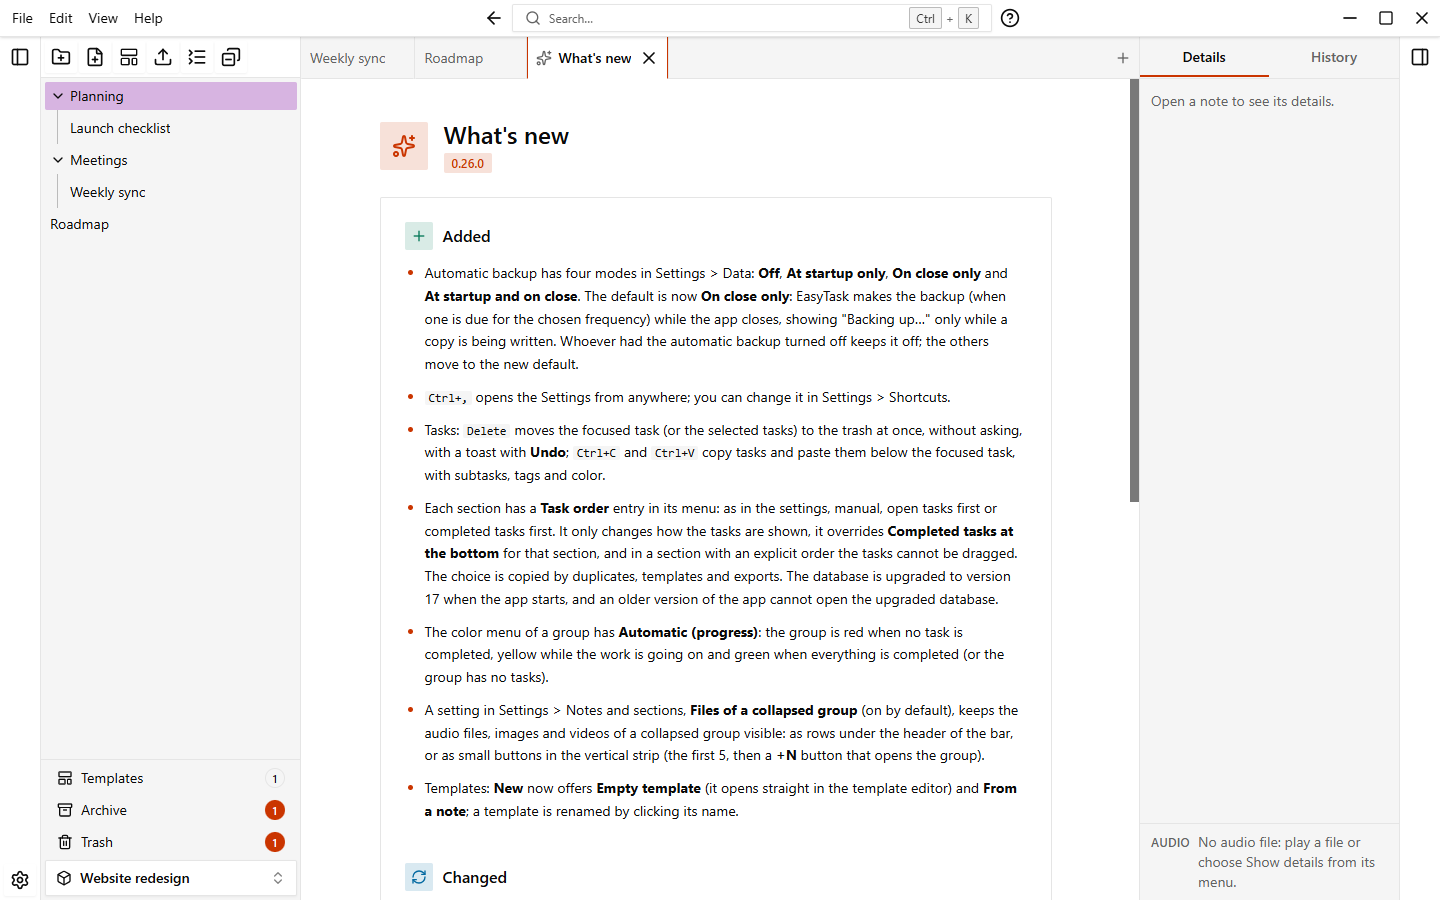 File Edit View Help
Search... Ctrl + K
Weekly sync
Roadmap
What's new
Details
History
Planning
Launch checklist
Meetings
Weekly sync
Roadmap
Open a note to see its details.
What's new
0.26.0
Added
Automatic backup has four modes in Settings > Data: Off, At startup only, On close only and
At startup and on close. The default is now On close only: EasyTask makes the backup (when
one is due for the chosen frequency) while the app closes, showing "Backing up..." only while a
copy is being written. Whoever had the automatic backup turned off keeps it off; the others
move to the new default.
Ctrl+, opens the Settings from anywhere; you can change it in Settings > Shortcuts.
Tasks: Delete moves the focused task (or the selected tasks) to the trash at once, without asking,
with a toast with Undo; Ctrl+C and Ctrl+V copy tasks and paste them below the focused task,
with subtasks, tags and color.
Each section has a Task order entry in its menu: as in the settings, manual, open tasks first or
completed tasks first. It only changes how the tasks are shown, it overrides Completed tasks at
the bottom for that section, and in a section with an explicit order the tasks cannot be dragged.
The choice is copied by duplicates, templates and exports. The database is upgraded to version
17 when the app starts, and an older version of the app cannot open the upgraded database.
The color menu of a group has Automatic (progress): the group is red when no task is
completed, yellow while the work is going on and green when everything is completed (or the
group has no tasks).
A setting in Settings > Notes and sections, Files of a collapsed group (on by default), keeps the
audio files, images and videos of a collapsed group visible: as rows under the header of the bar,
or as small buttons in the vertical strip (the first 5, then a +N button that opens the group).
Templates: New now offers Empty template (it opens straight in the template editor) and From
a note; a template is renamed by clicking its name.
Changed
Templates 1
Archive 1
Trash 1
Website redesign
AUDIO No audio file: play a file or
choose Show details from its
menu.